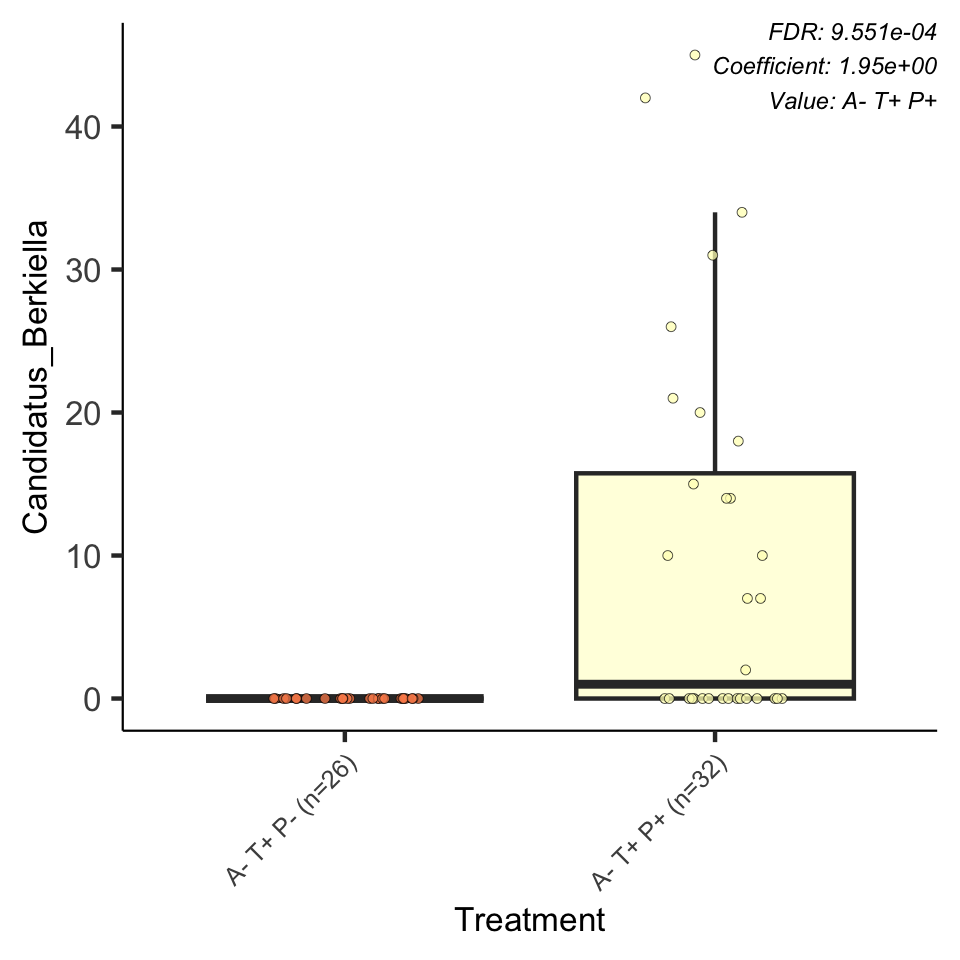 FDR: 9.551e-04
Coefficient: 1.95e+00
Value: A- T+ P+
Candidatus_Berkiella
40
30
20
10
0
A- T+ P- (n=26)
A- T+ P+ (n=32)
Treatment